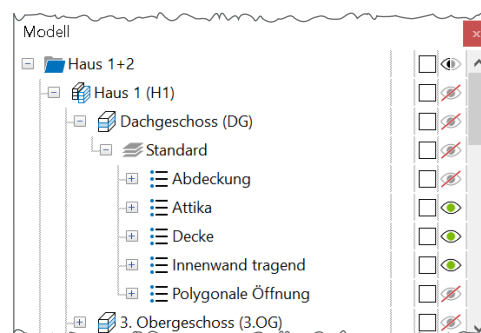 Modell
Haus 1+2
Haus 1 (H1)
Dachgeschoss (DG)
Standard
Abdeckung
Attika
Decke
Innenwand tragend
Polygonale Öffnung
3. Obergeschoss (3.OG)